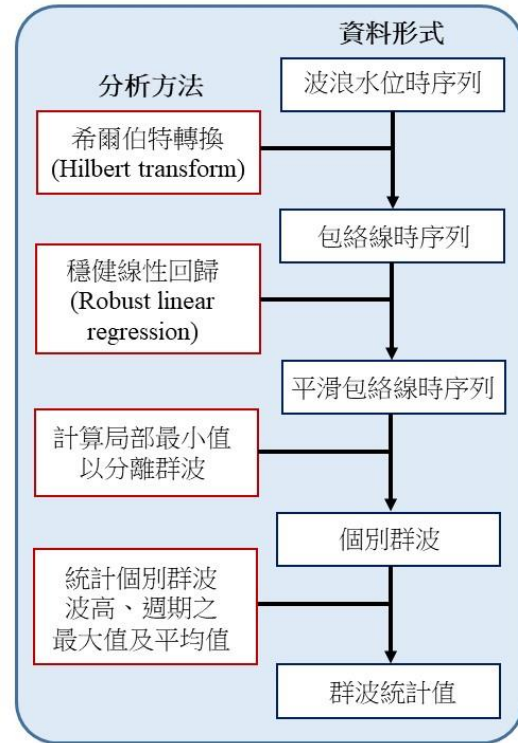 資料形式
分析方法
波浪水位時序列
希爾伯特轉換
(Hilbert transform)
包絡線時序列
穩健線性回歸
(Robust linear
regression)
平滑包絡線時序列
計算局部最小值
以分離群波
個別群波
統計個別群波
波高、週期之
最大值及平均值
群波統計值